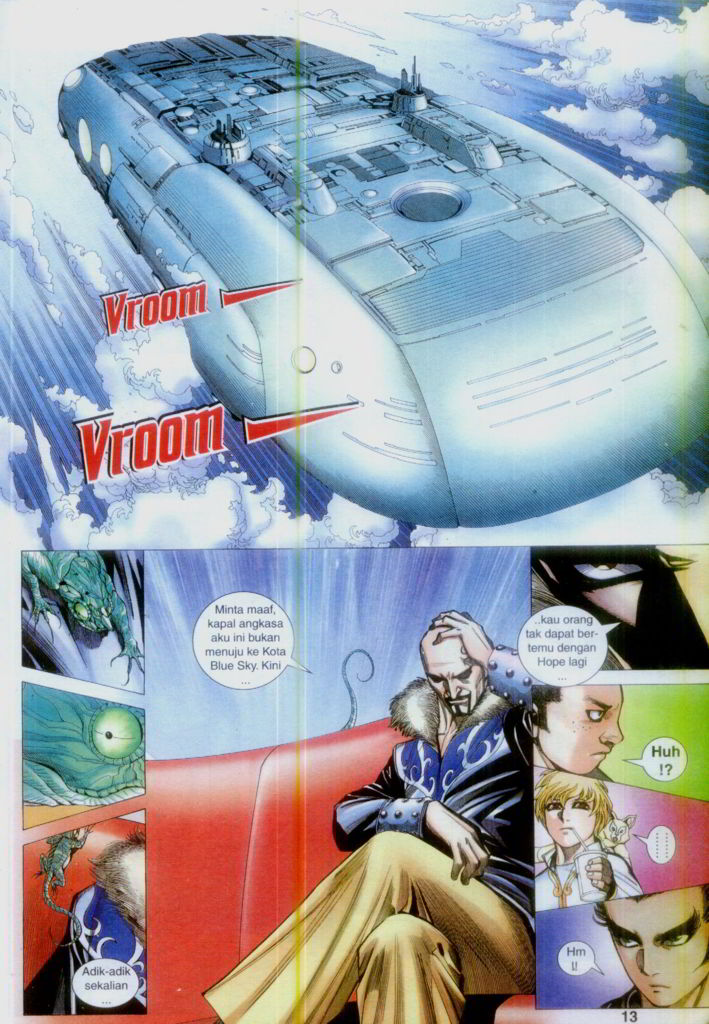 Vroom
Vroom
Minta maaf,
kapal angkasa
aku ini bukan
menuju ke Kota
Blue Sky. Kini
...
..kau orang
tak dapat ber-
temu dengan
Hope lagi
...
Huh
!?
........
Adik-adik
sekalian
...
Hm
!!
13